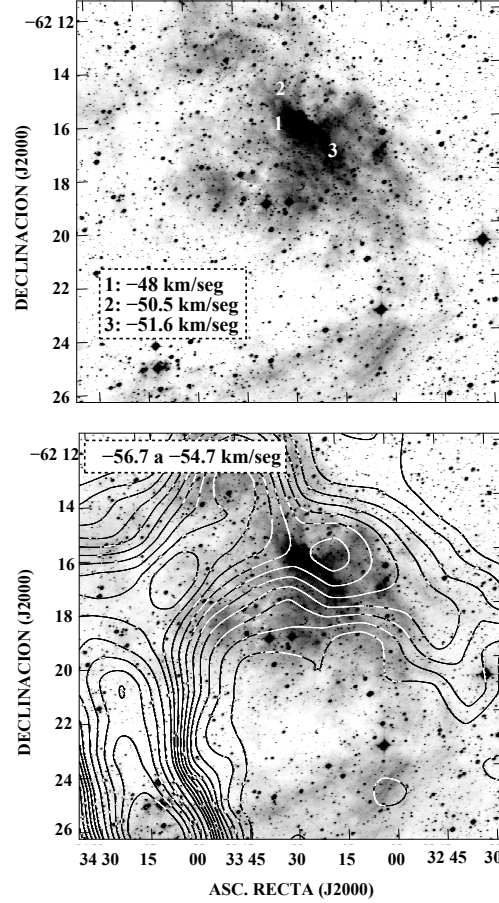 −62 12
14
16
18
20
22
24
26
DECLINACION (J2000)
2
1
3
1: −48 km/seg
2: −50.5 km/seg
3: −51.6 km/seg
−62 12
14
16
18
20
22
24
26
DECLINACION (J2000)
−56.7 a −54.7 km/seg
34 30 15 00 33 45 30 15 00 32 45 30
ASC. RECTA (J2000)